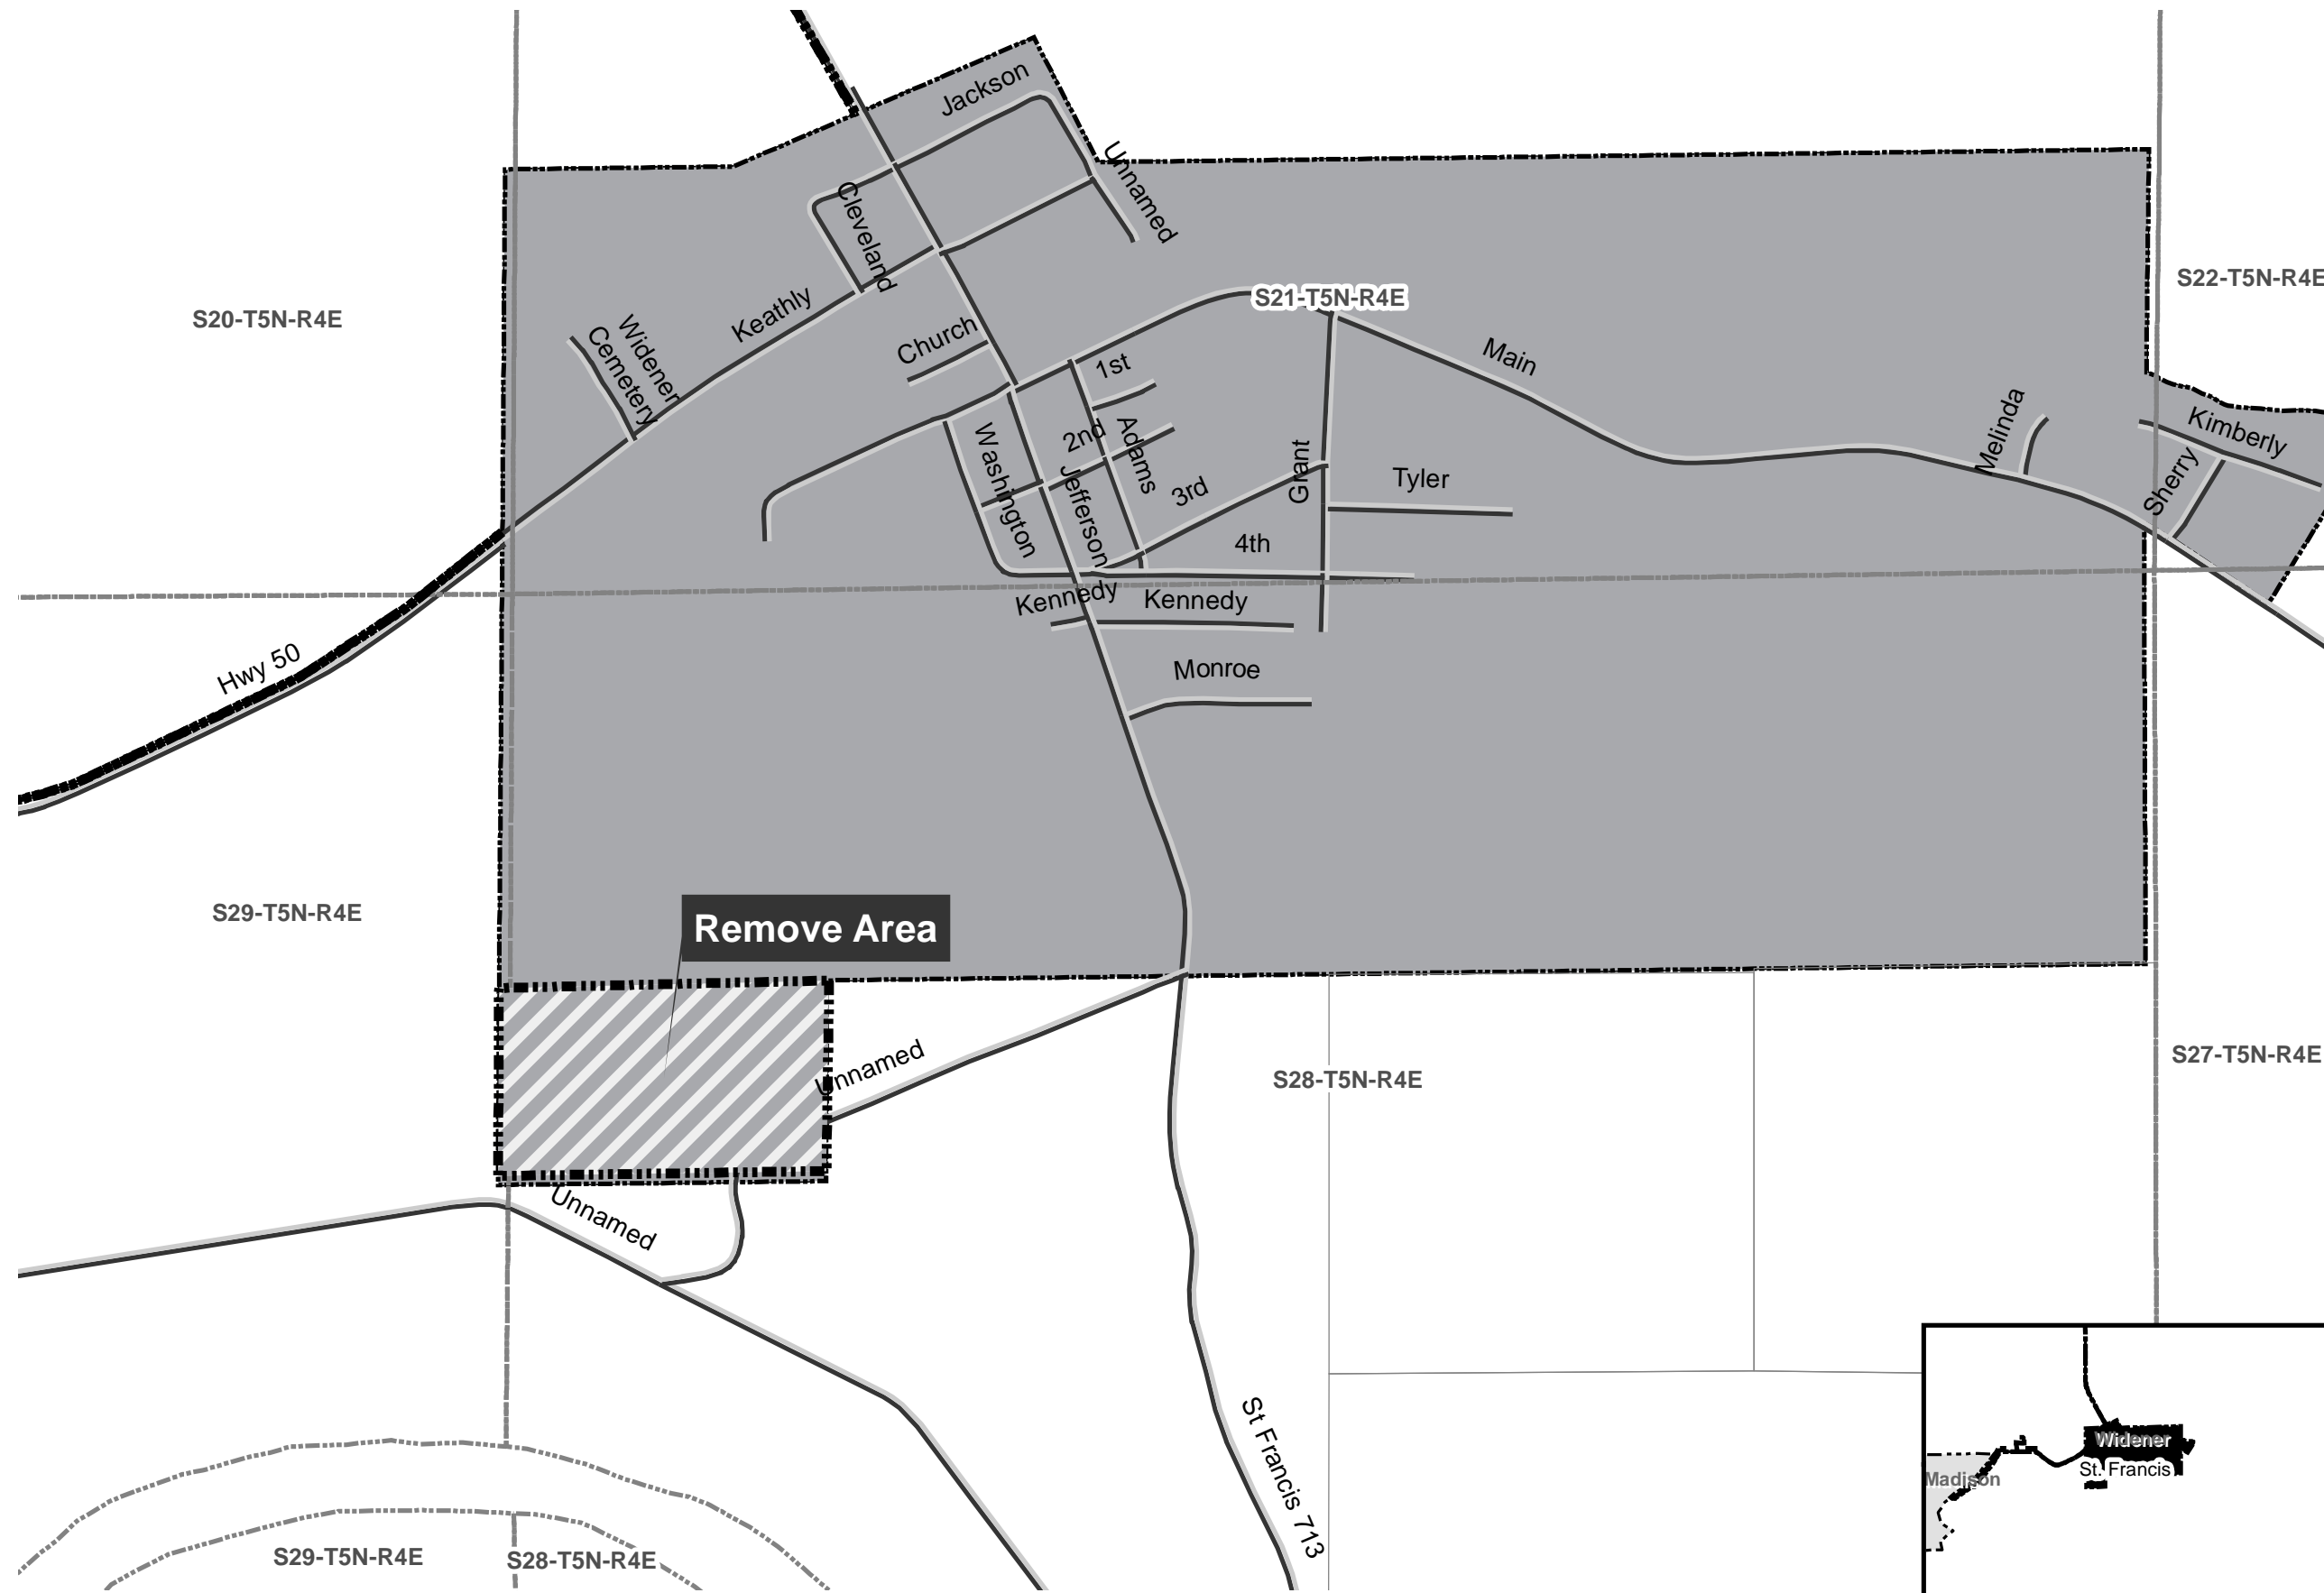 Jackson
Unnamed
Cleveland
S20-T5N-R4E
S21-T5N-R4E
S22-T5N-R4E
Widener
Cemetery
Keathly
Church
1st
Main
Melinda
Kimberly
Washington
2nd
Adams
Jefferson
3rd
Grant
Tyler
Sherry
4th
Kennedy
Kennedy
Hwy 50
Monroe
S29-T5N-R4E
Remove Area
Unnamed
S28-T5N-R4E
S27-T5N-R4E
Unnamed
St Francis 713
Widener
St. Francis
Madison
S29-T5N-R4E
S28-T5N-R4E